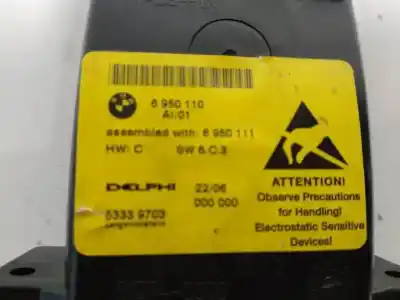 6 950 110
AI/01
assembled with: 6 950 111
HW: C SW 6.C.3
DELPHI 22/06
000 000
5333 9703
ATTENTION!
Observe Precautions
for Handling!
Electrostatic Sensitive
Devices!